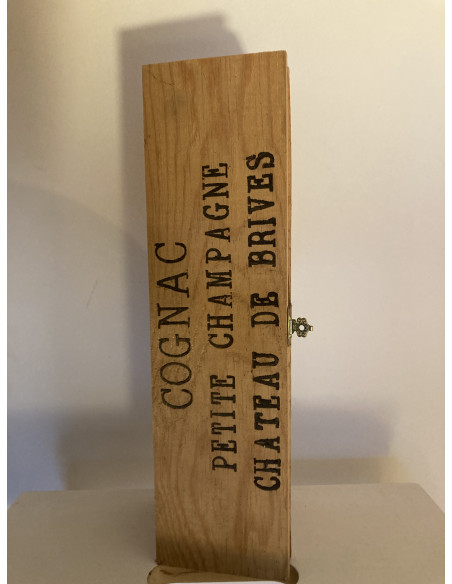 COGNAC
PETITE CHAMPAGNE
CHATEAU DE BRIVES